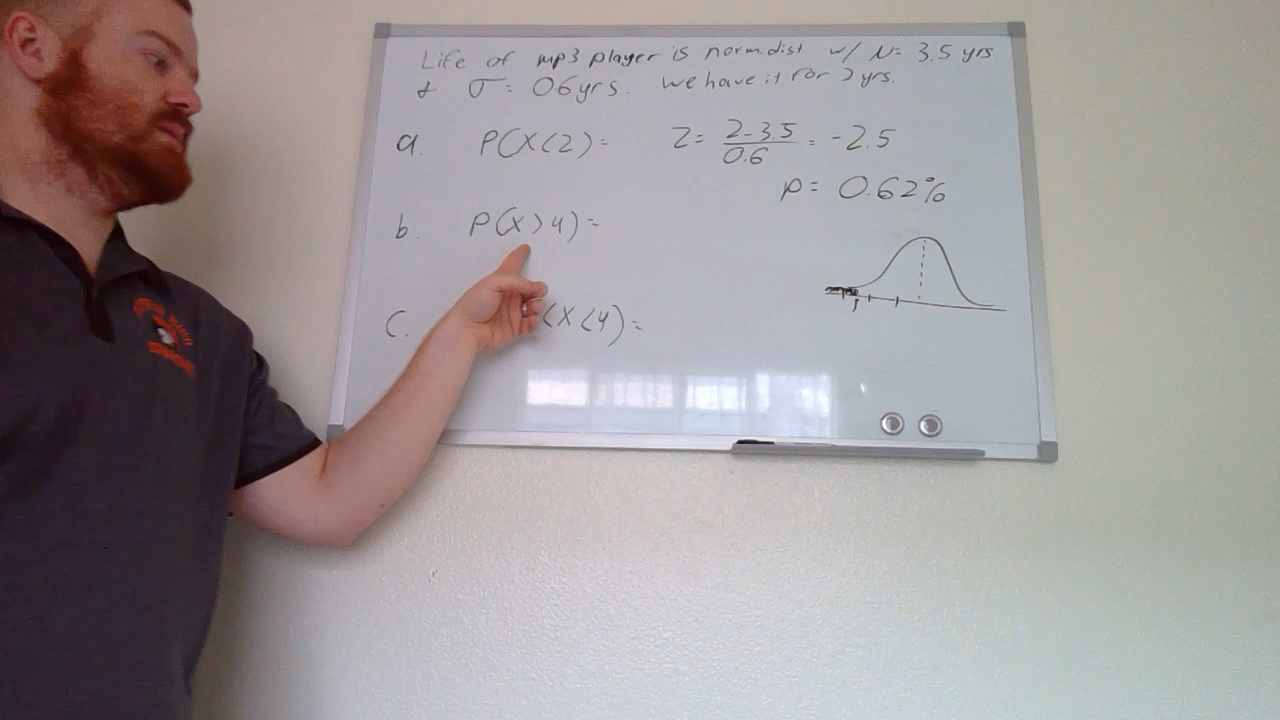 Life of mp3 player is norm. dist w/ μ= 3.5 yrs
& σ= 0.6 yrs. we have it for 2 yrs.
a. P(X<2)= Z= 2-3.5 / 0.6 = -2.5
p= 0.62%
b. P(X>4)=
c. <X<4)=